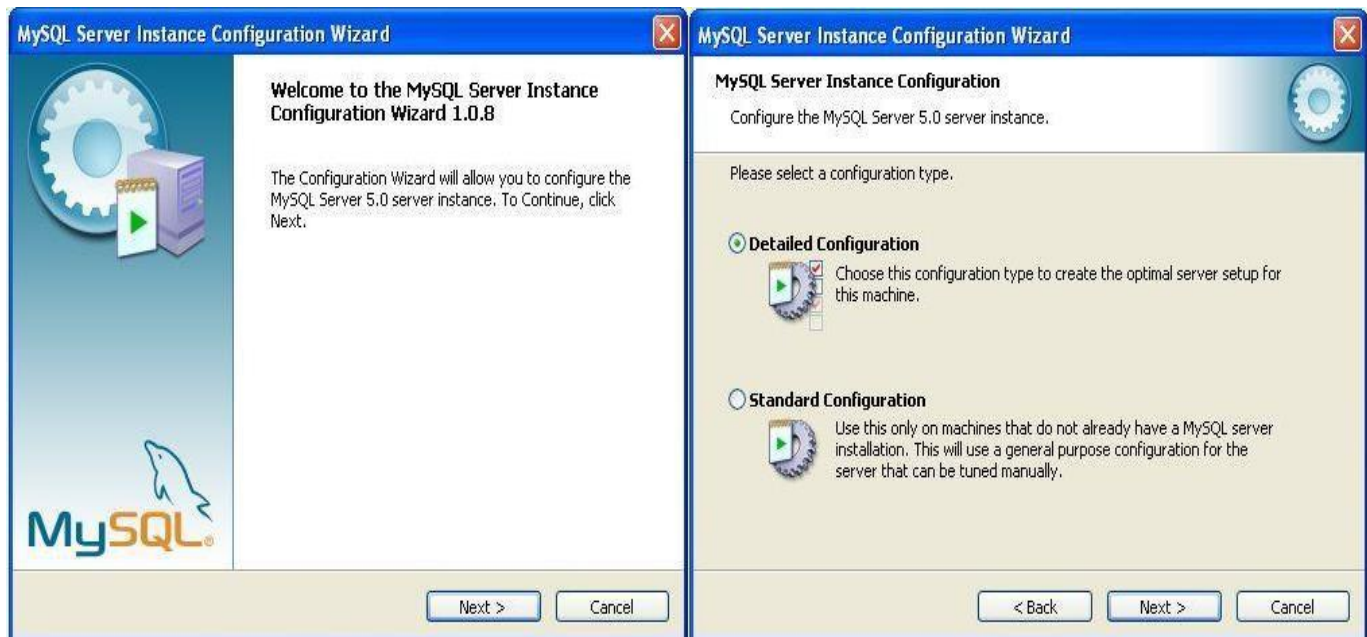 MySQL Server Instance Configuration Wizard
Welcome to the MySQL Server Instance
Configuration Wizard 1.0.8
The Configuration Wizard will allow you to configure the
MySQL Server 5.0 server instance. To Continue, click
Next.
MySQL®
Next >
Cancel
MySQL Server Instance Configuration Wizard
MySQL Server Instance Configuration
Configure the MySQL Server 5.0 server instance.
Please select a configuration type.
Detailed Configuration
Choose this configuration type to create the optimal server setup for
this machine.
Standard Configuration
Use this only on machines that do not already have a MySQL server
installation. This will use a general purpose configuration for the
server that can be tuned manually.
< Back
Next >
Cancel